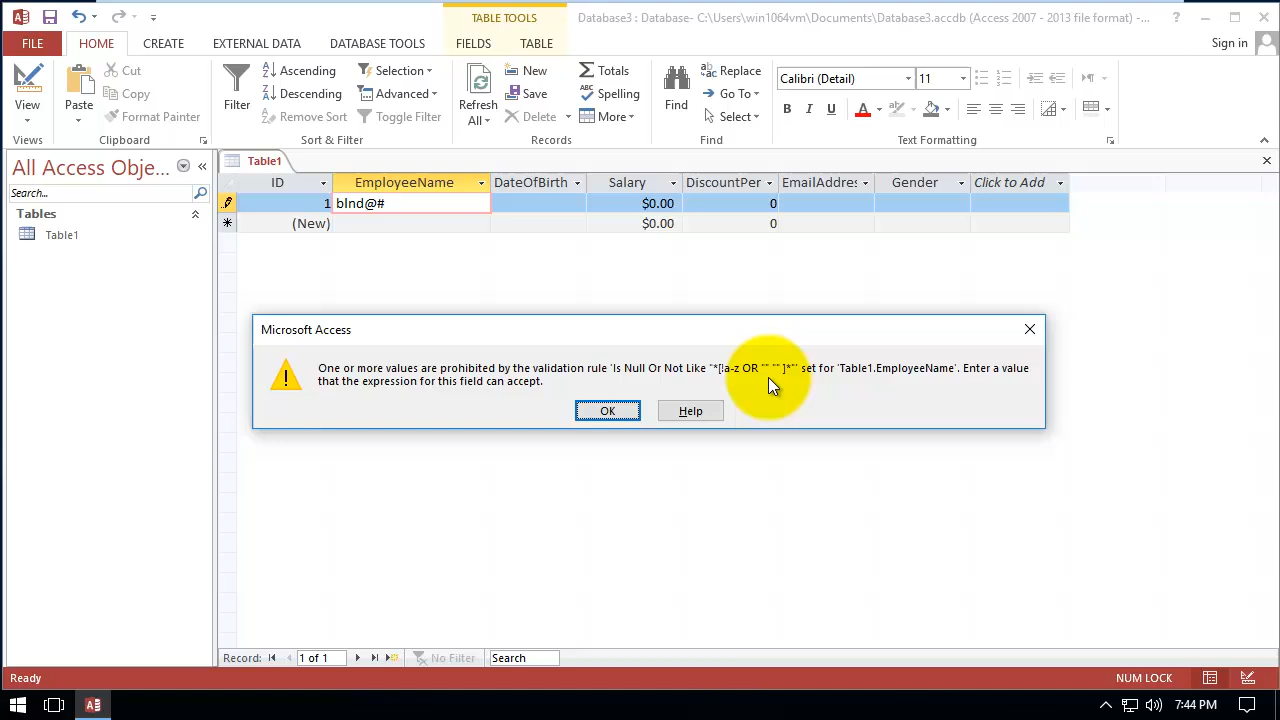 TABLE TOOLS
Database3 : Database- C:\Users\win1064vm\Documents\Database3.accdb (Access 2007 - 2013 file format) -...
FILE HOME CREATE EXTERNAL DATA DATABASE TOOLS FIELDS TABLE Sign in
Cut Ascending Selection New Totals Replace Calibri (Detail) 11
Copy Descending Advanced Save Spelling Go To
View Paste Format Painter Filter Remove Sort Toggle Filter Refresh All Delete More Find Select B I U A
Views Clipboard Sort & Filter Records Find Text Formatting
All Access Obje...
Table1
Search...
ID EmployeeName DateOfBirth Salary DiscountPer EmailAddres Gender Click to Add
Tables
1 blnd@# $0.00 0
Table1
(New) $0.00 0
Microsoft Access
One or more values are prohibited by the validation rule 'Is Null Or Not Like "*[!a-z OR "" "" ]*"' set for 'Table1.EmployeeName'. Enter a value
that the expression for this field can accept.
OK Help
Record: 1 of 1 No Filter Search
Ready NUM LOCK
7:44 PM